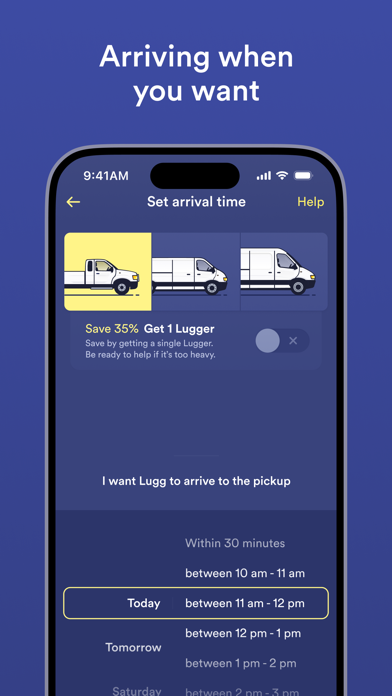 Arriving when
you want
9:41AM
Set arrival time
Help
Save 35% Get 1 Lugger
Save by getting a single Lugger.
Be ready to help if it's too heavy.
I want Lugg to arrive to the pickup
Within 30 minutes
between 10 am - 11 am
Today between 11 am - 12 pm
between 12 pm - 1 pm
Tomorrow
between 1 pm - 2 pm
Saturday
between 2 pm - 3 pm